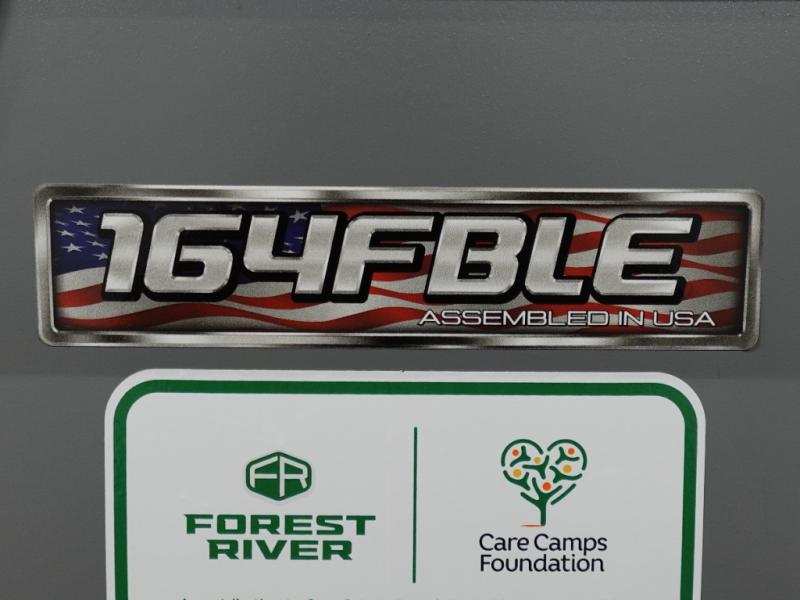 164FBLE
ASSEMBLED IN USA
FR
FOREST
RIVER
Care Camps
Foundation